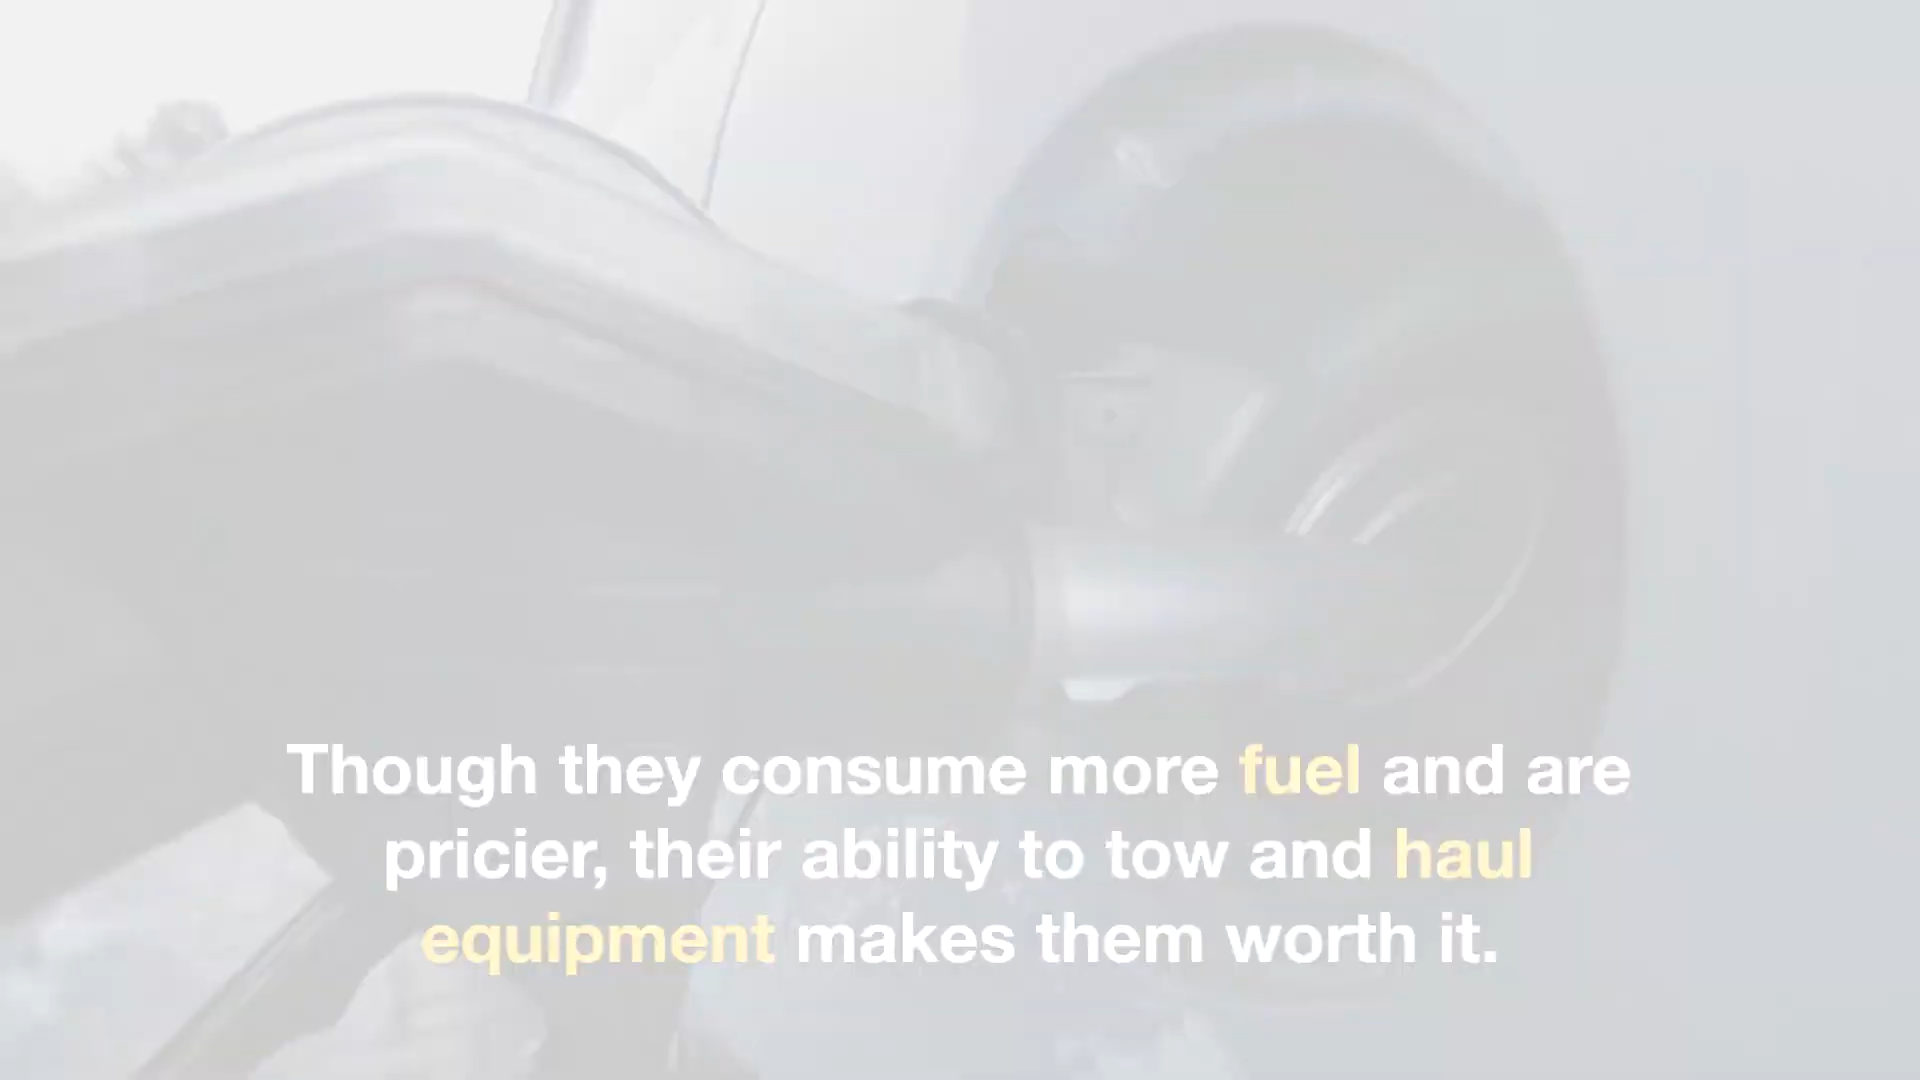 Though they consume more fuel and are
pricier, their ability to tow and haul
equipment makes them worth it.